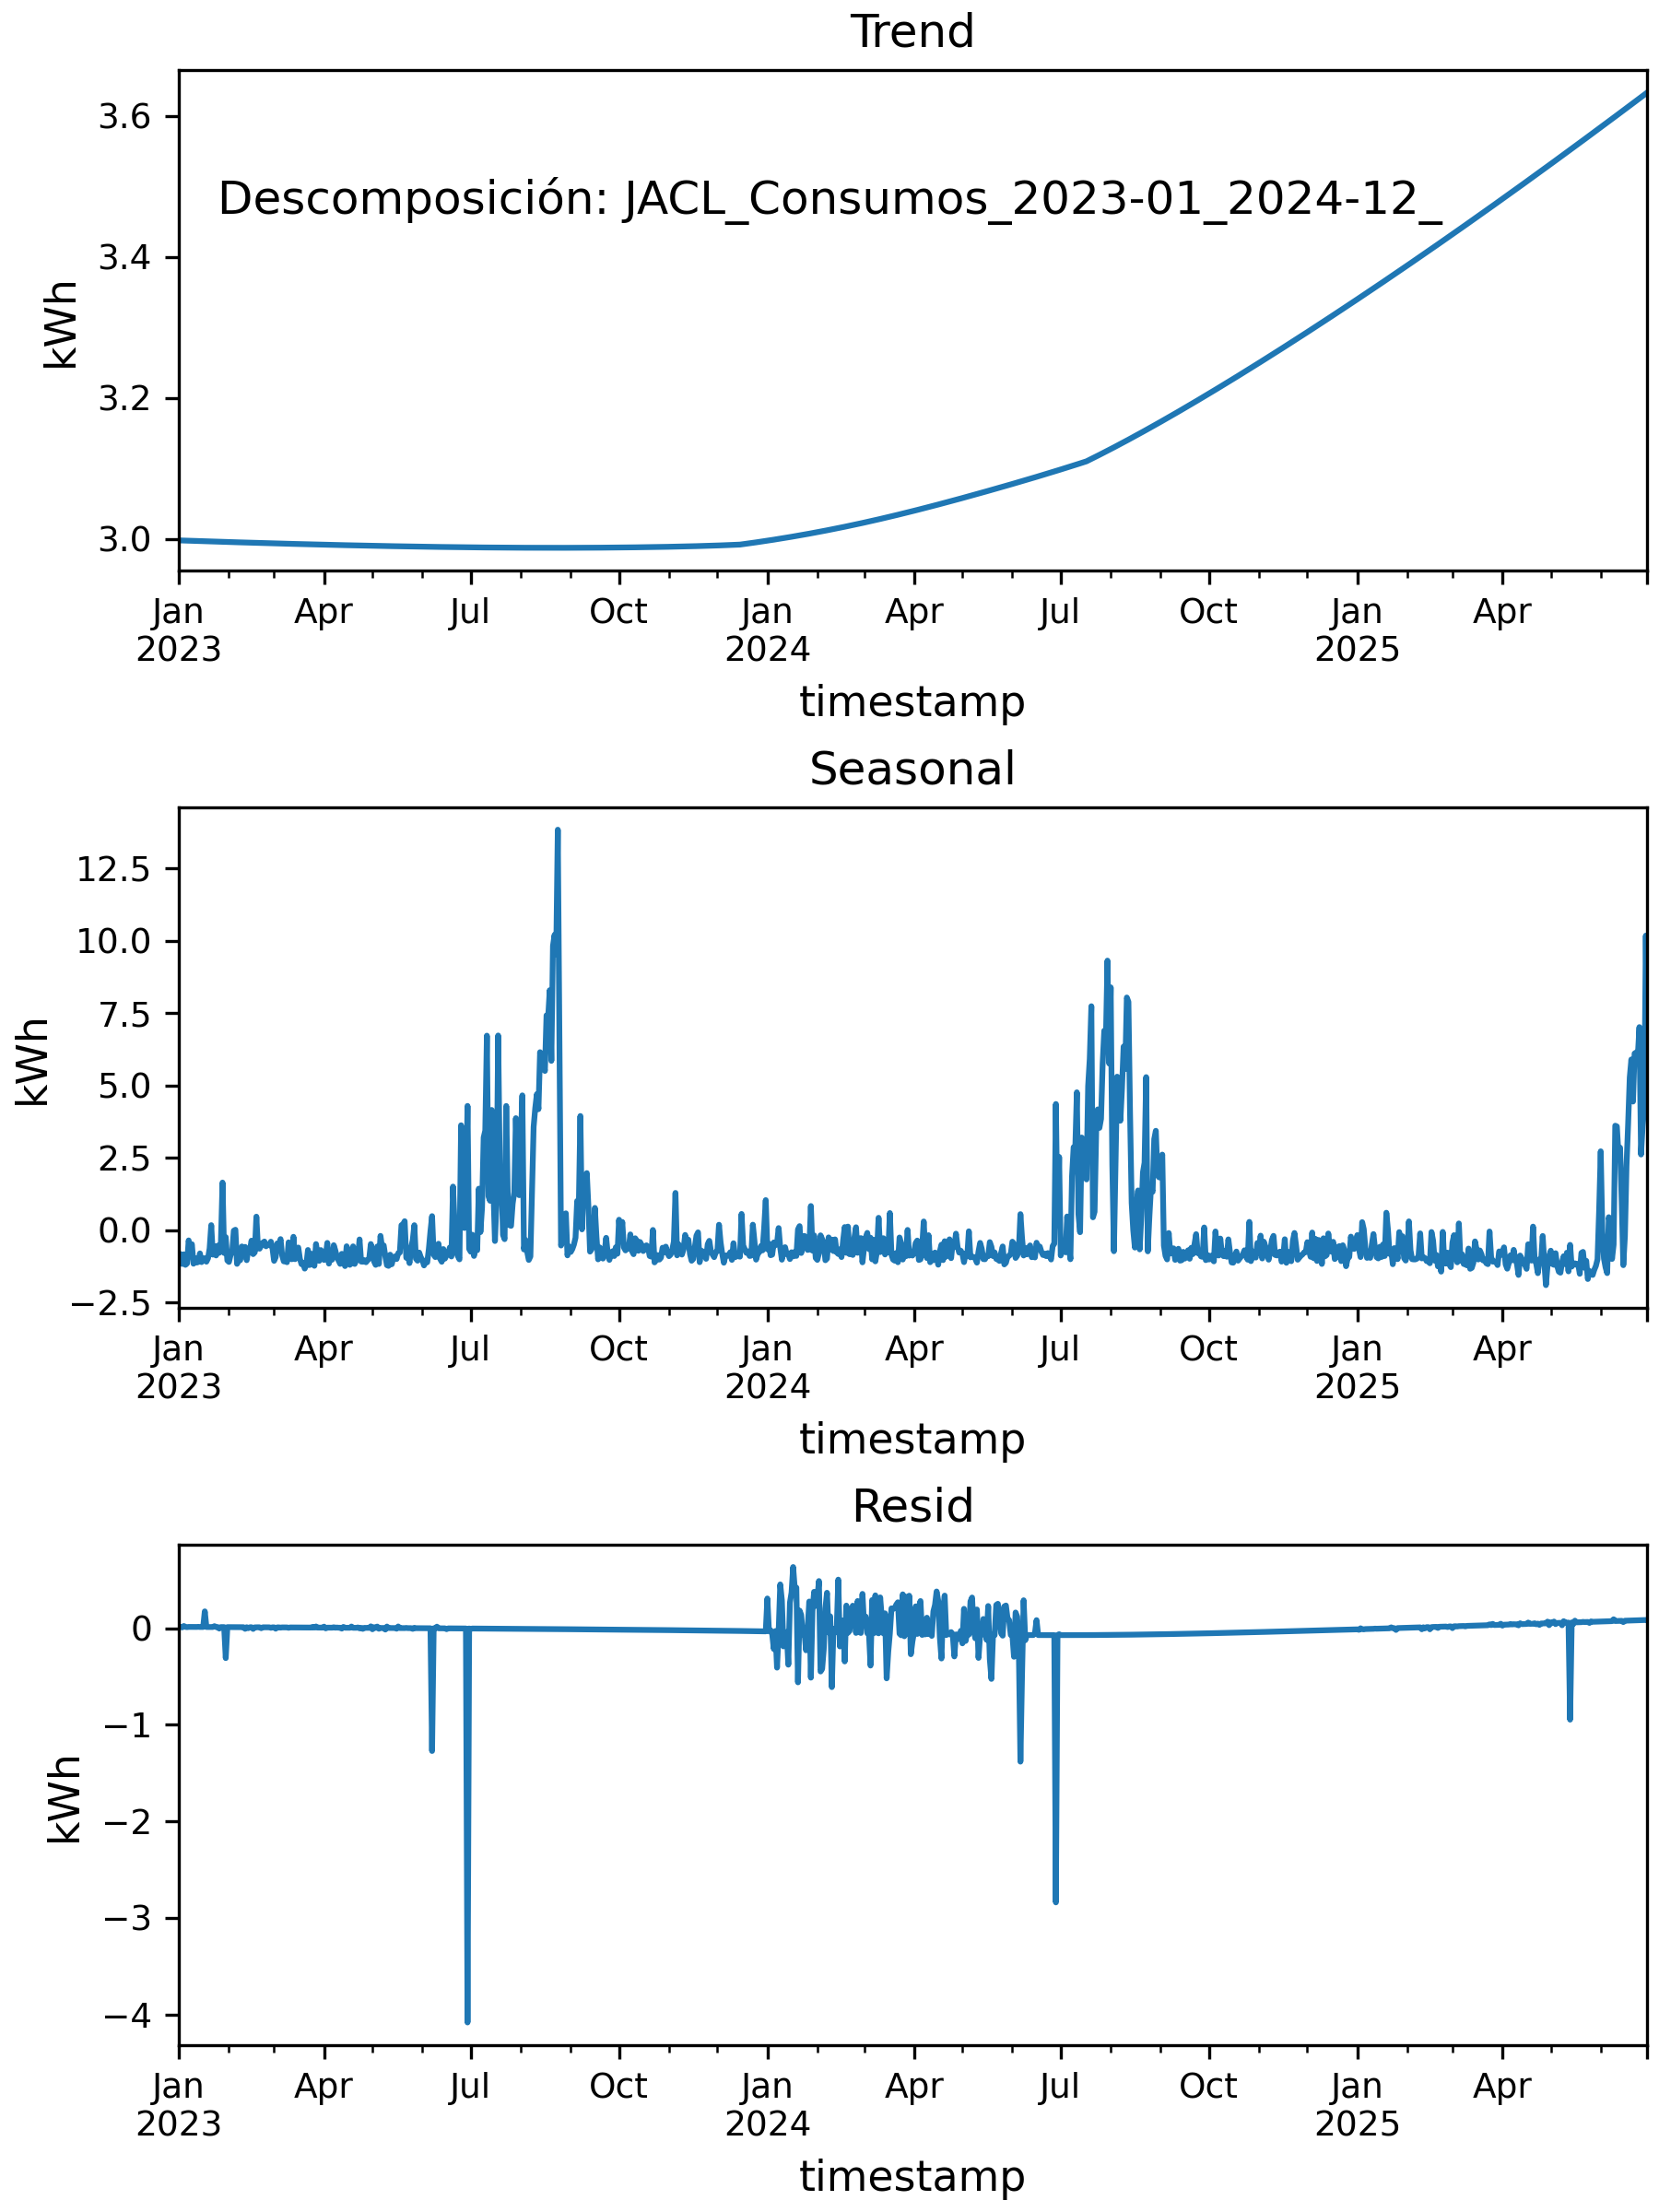 Trend
3.6
Descomposición: JACL_Consumos_2023-01_2024-12_
3.4
kWh
3.2
3.0
Jan Apr Jul Oct Jan Apr Jul Oct Jan Apr
2023 2024 2025
timestamp
Seasonal
12.5
10.0
7.5
kWh
5.0
2.5
0.0
−2.5
Jan Apr Jul Oct Jan Apr Jul Oct Jan Apr
2023 2024 2025
timestamp
Resid
0
−1
kWh
−2
−3
−4
Jan Apr Jul Oct Jan Apr Jul Oct Jan Apr
2023 2024 2025
timestamp